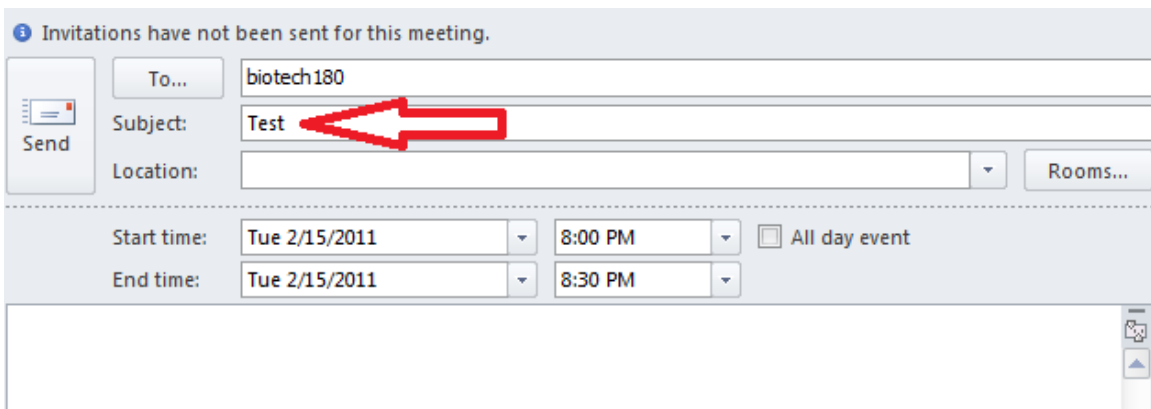 Invitations have not been sent for this meeting.
To... biotech180
Send
Subject: Test
Location: Rooms...
Start time: Tue 2/15/2011 8:00 PM All day event
End time: Tue 2/15/2011 8:30 PM